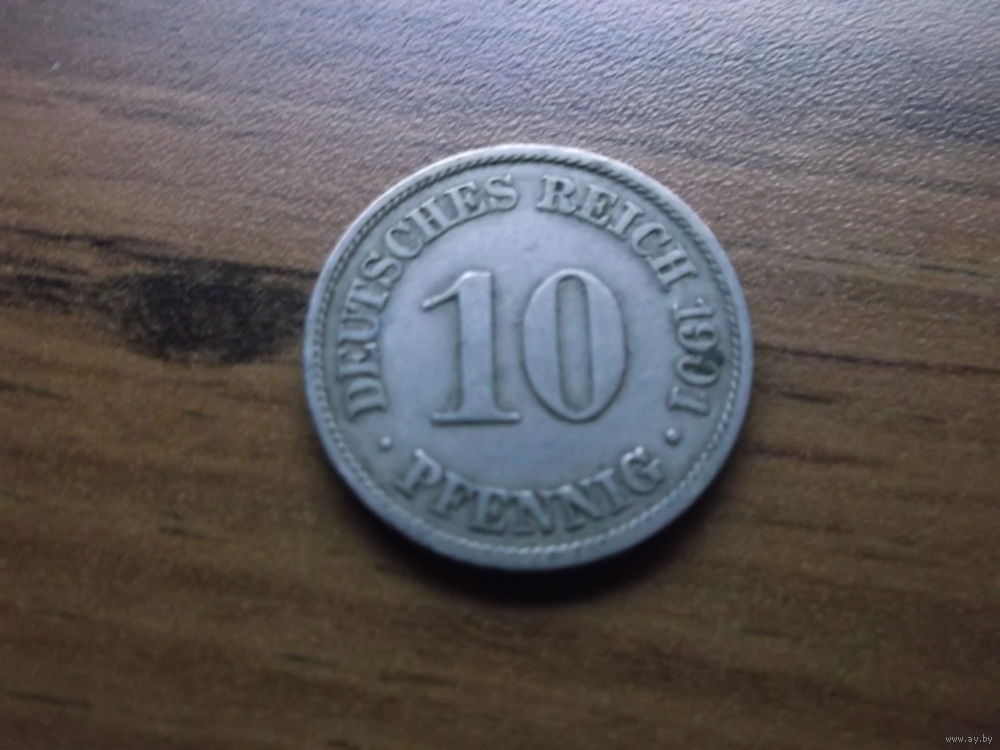 DEUTSCHES REICH 1901
10
PFENNIG
www.ay.by